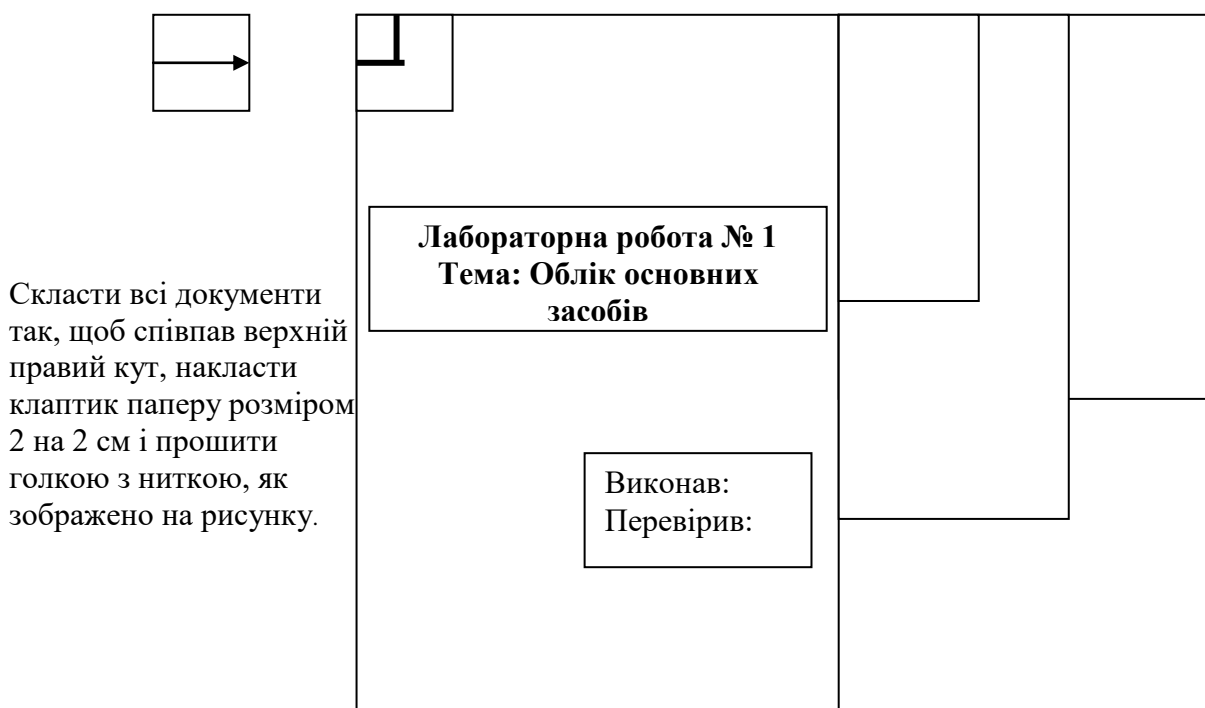 Скласти всі документи
так, щоб співпав верхній
правий кут, накласти
клаптик паперу розміром
2 на 2 см і прошити
голкою з ниткою, як
зображено на рисунку.
Лабораторна робота № 1
Тема: Облік основних
засобів
Виконав:
Перевірив: